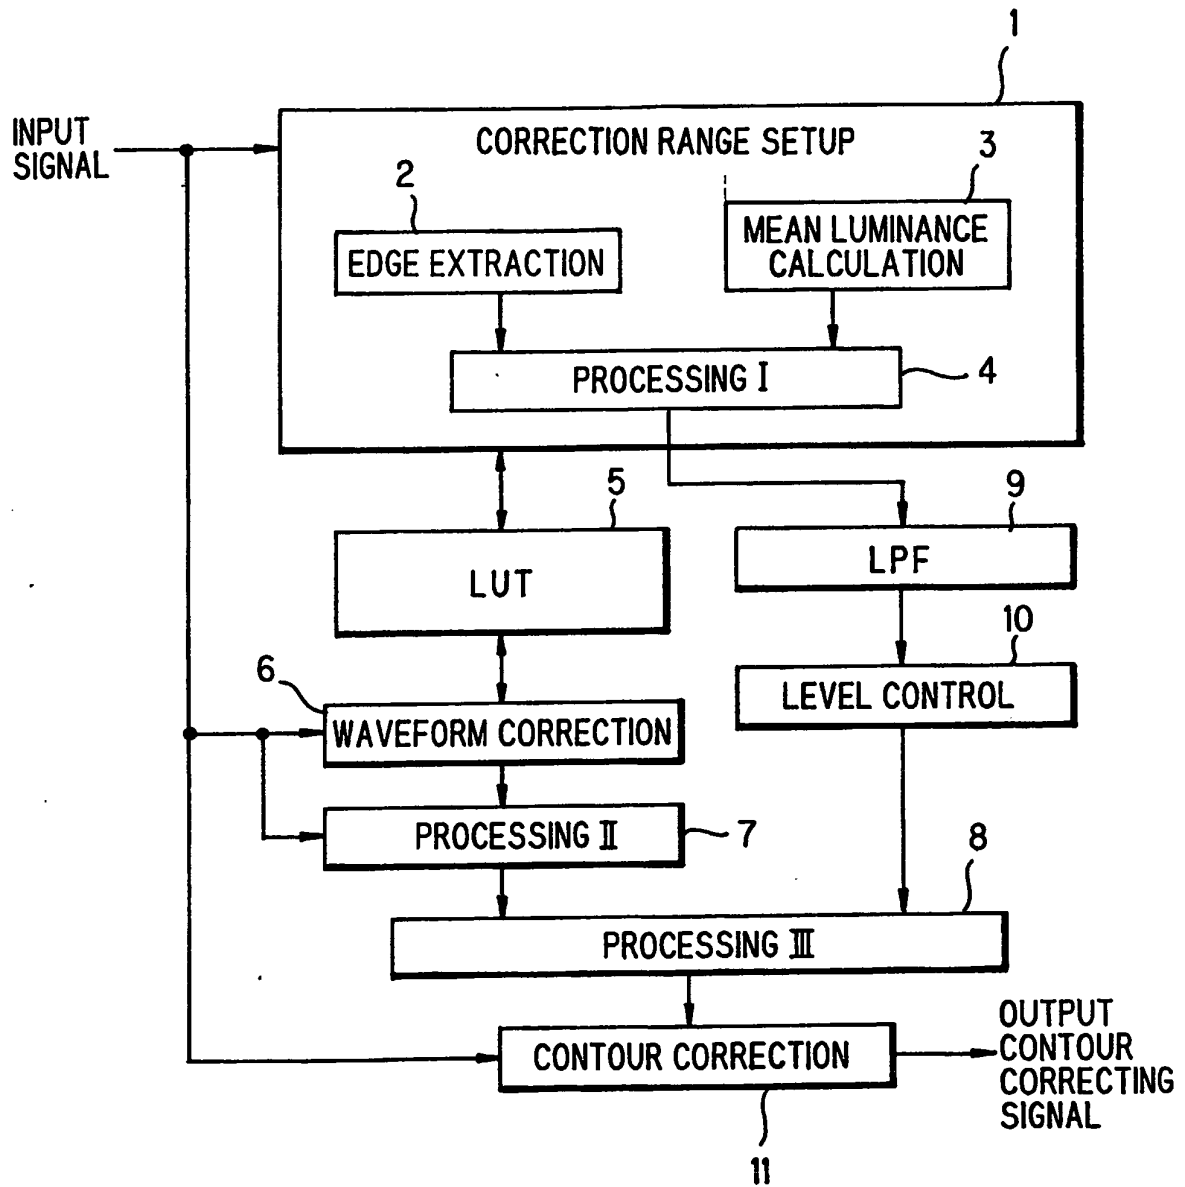 1
INPUT
SIGNAL
CORRECTION RANGE SETUP
2
3
EDGE EXTRACTION
MEAN LUMINANCE
CALCULATION
PROCESSING I
4
5
9
LUT
LPF
10
6
LEVEL CONTROL
WAVEFORM CORRECTION
PROCESSING II
7
8
PROCESSING III
CONTOUR CORRECTION
OUTPUT
CONTOUR
CORRECTING
SIGNAL
11